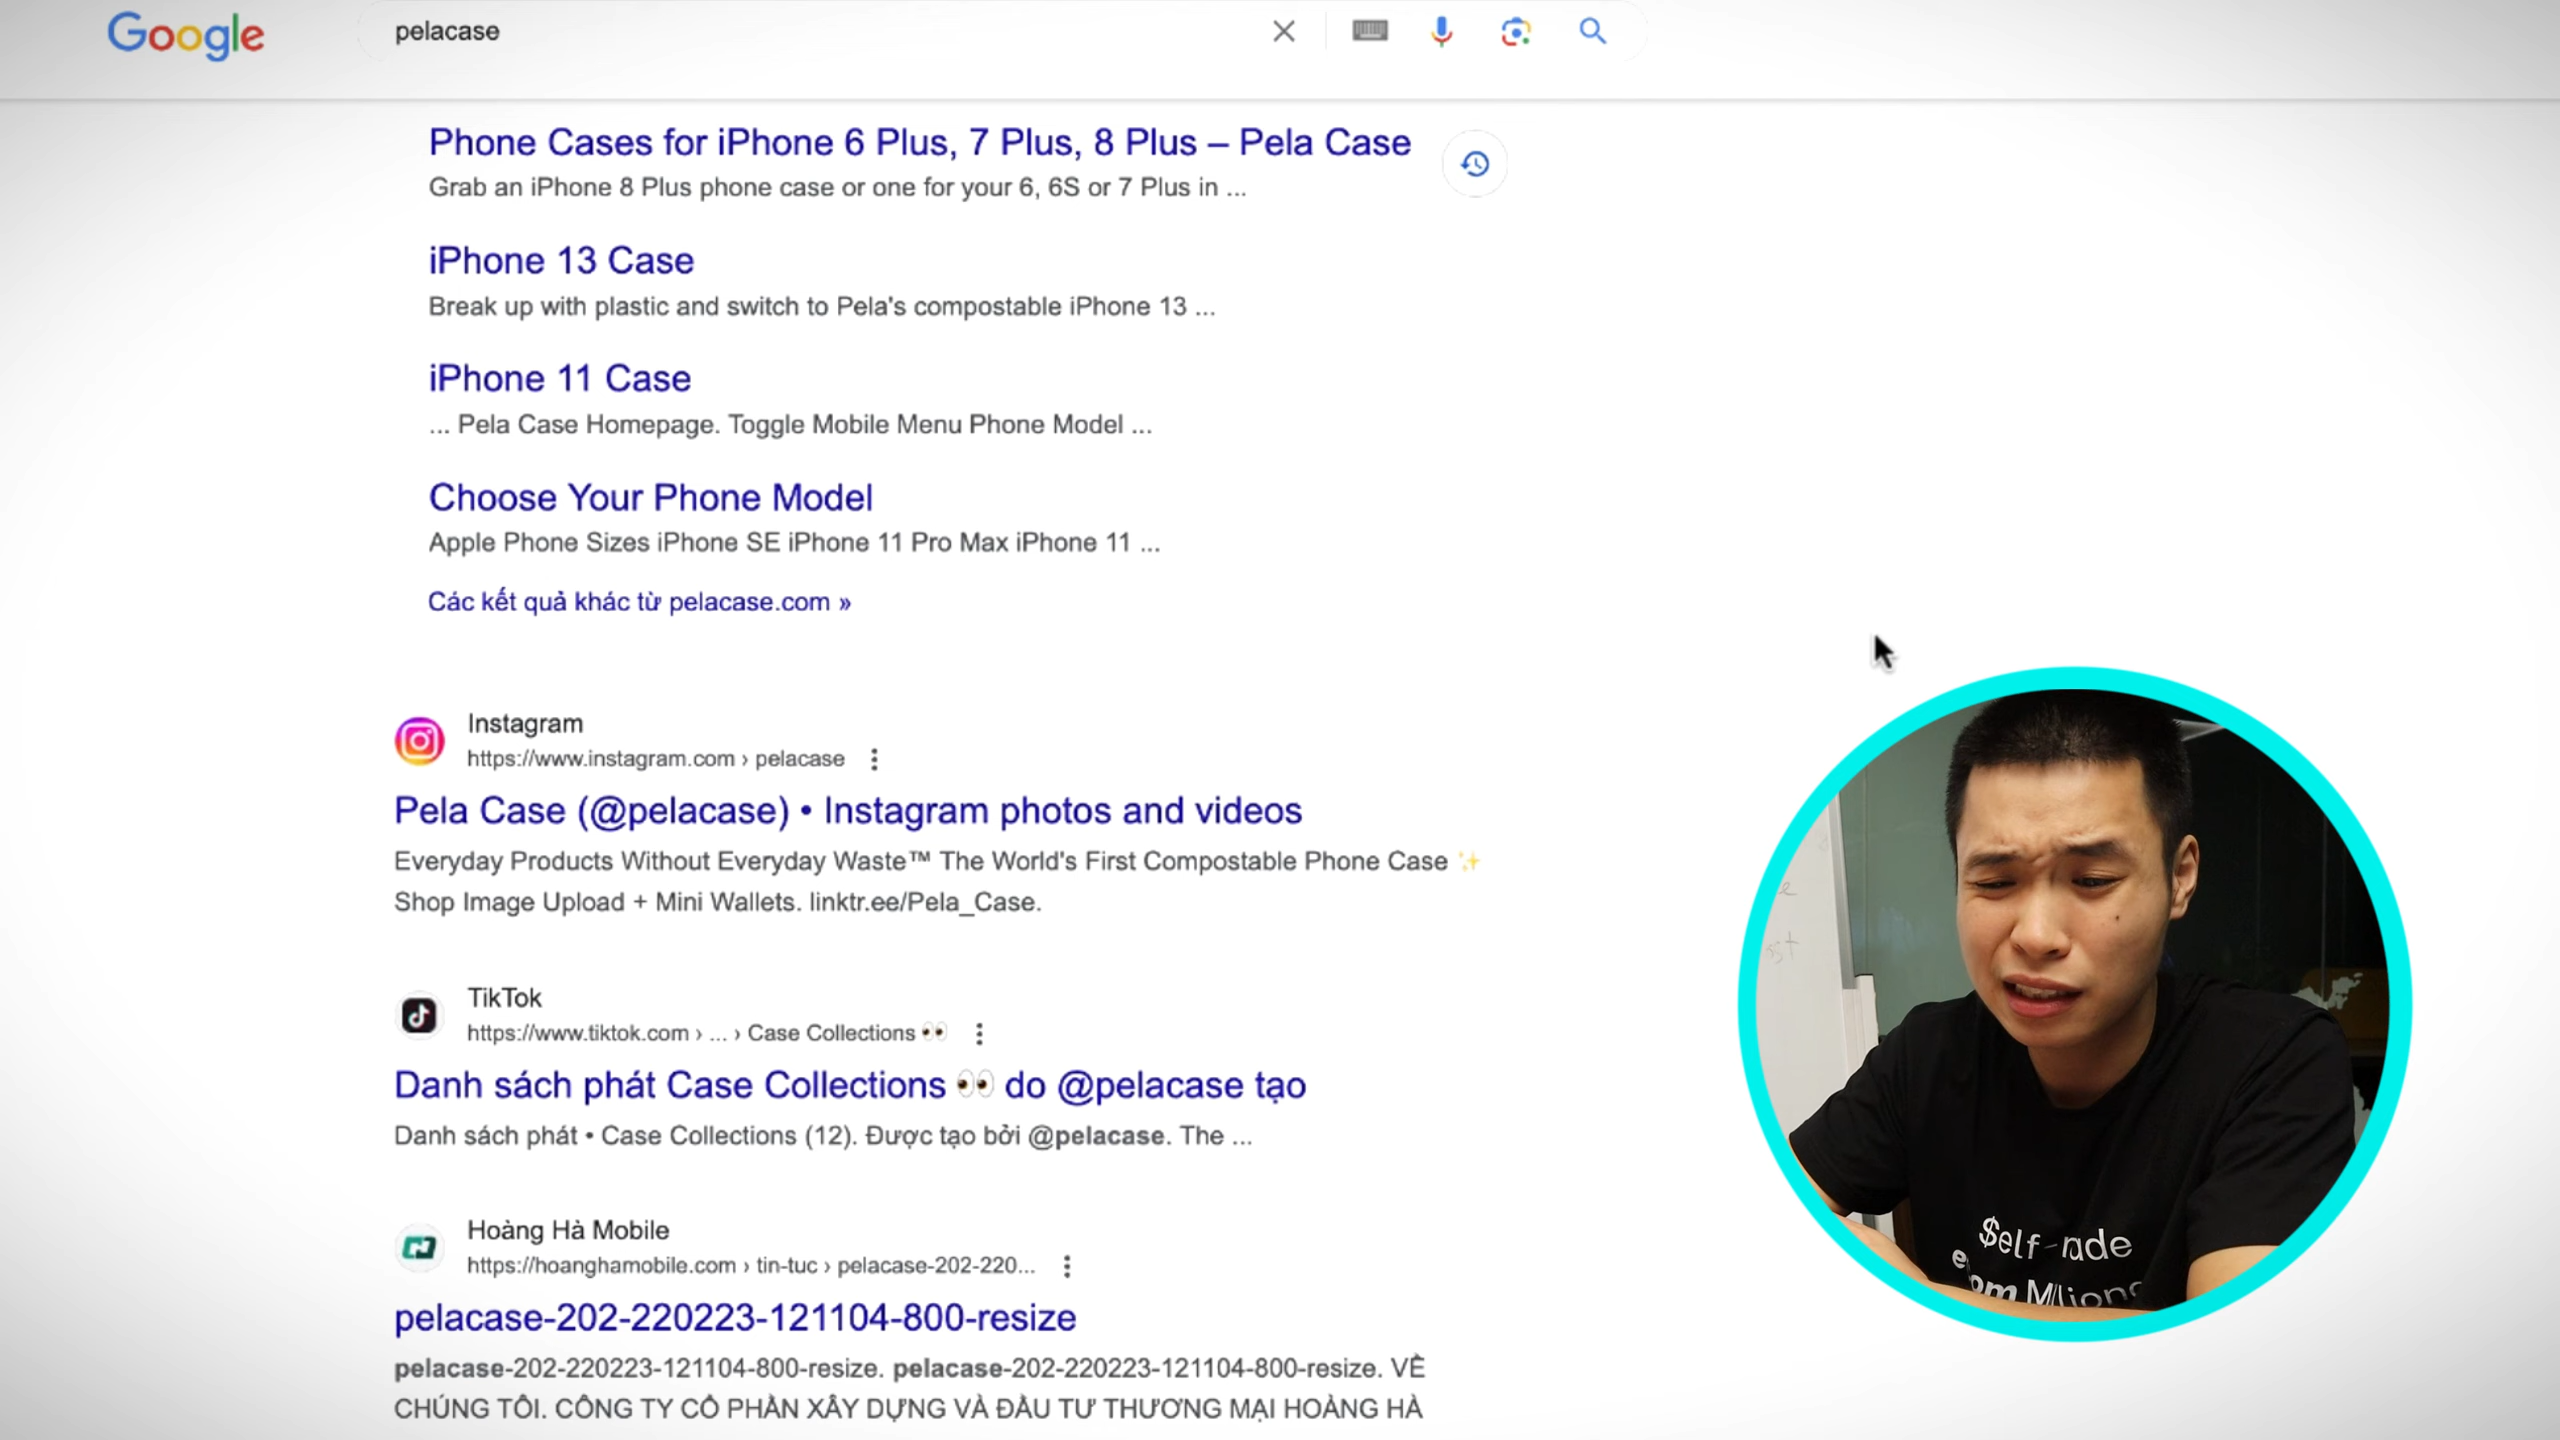 Google
pelacase
Phone Cases for iPhone 6 Plus, 7 Plus, 8 Plus – Pela Case
Grab an iPhone 8 Plus phone case or one for your 6, 6S or 7 Plus in ...
iPhone 13 Case
Break up with plastic and switch to Pela's compostable iPhone 13 ...
iPhone 11 Case
... Pela Case Homepage. Toggle Mobile Menu Phone Model ...
Choose Your Phone Model
Apple Phone Sizes iPhone SE iPhone 11 Pro Max iPhone 11 ...
Các kết quả khác từ pelacase.com »
Instagram
https://www.instagram.com › pelacase
Pela Case (@pelacase) • Instagram photos and videos
Everyday Products Without Everyday Waste™ The World's First Compostable Phone Case ✨
Shop Image Upload + Mini Wallets. linktr.ee/Pela_Case.
TikTok
https://www.tiktok.com › ... › Case Collections 👀
Danh sách phát Case Collections 👀 do @pelacase tạo
Danh sách phát • Case Collections (12). Được tạo bởi @pelacase. The ...
Hoàng Hà Mobile
https://hoanghamobile.com › tin-tuc › pelacase-202-220...
pelacase-202-220223-121104-800-resize
pelacase-202-220223-121104-800-resize. pelacase-202-220223-121104-800-resize. VỀ
CHÚNG TÔI. CÔNG TY CỔ PHẦN XÂY DỰNG VÀ ĐẦU TƯ THƯƠNG MẠI HOÀNG HÀ